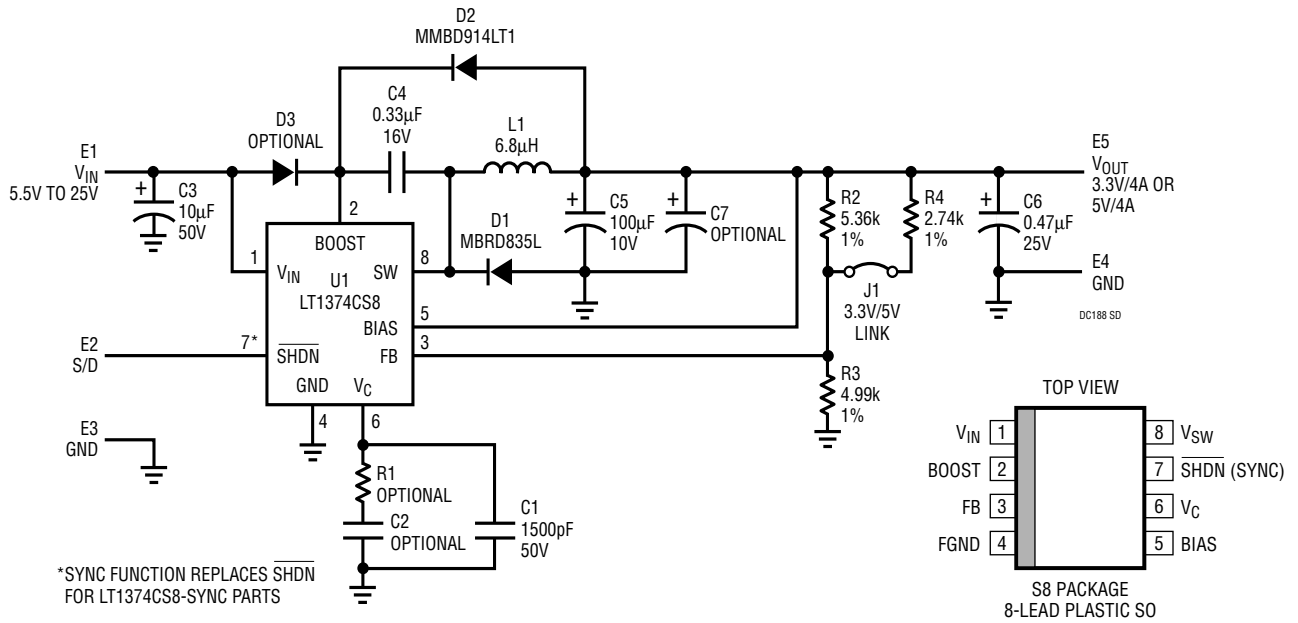 D2
MMBD914LT1
C4
0.33µF
16V
D3
OPTIONAL
L1
6.8µH
E1
VIN
5.5V TO 25V
+
C3
10µF
50V
2
BOOST
1
VIN
U1
LT1374CS8
SW
8
D1
MBRD835L
+
C5
100µF
10V
+
C7
OPTIONAL
R2
5.36k
1%
R4
2.74k
1%
+
C6
0.47µF
25V
E5
VOUT
3.3V/4A OR
5V/4A
E4
GND
DC188 SD
J1
3.3V/5V
LINK
BIAS
5
E2
S/D
7*
SHDN
FB
3
GND
VC
4
6
R3
4.99k
1%
E3
GND
R1
OPTIONAL
C2
OPTIONAL
C1
1500pF
50V
*SYNC FUNCTION REPLACES SHDN
FOR LT1374CS8-SYNC PARTS
TOP VIEW
VIN 1
8 VSW
BOOST 2
7 SHDN (SYNC)
FB 3
6 VC
FGND 4
5 BIAS
S8 PACKAGE
8-LEAD PLASTIC SO